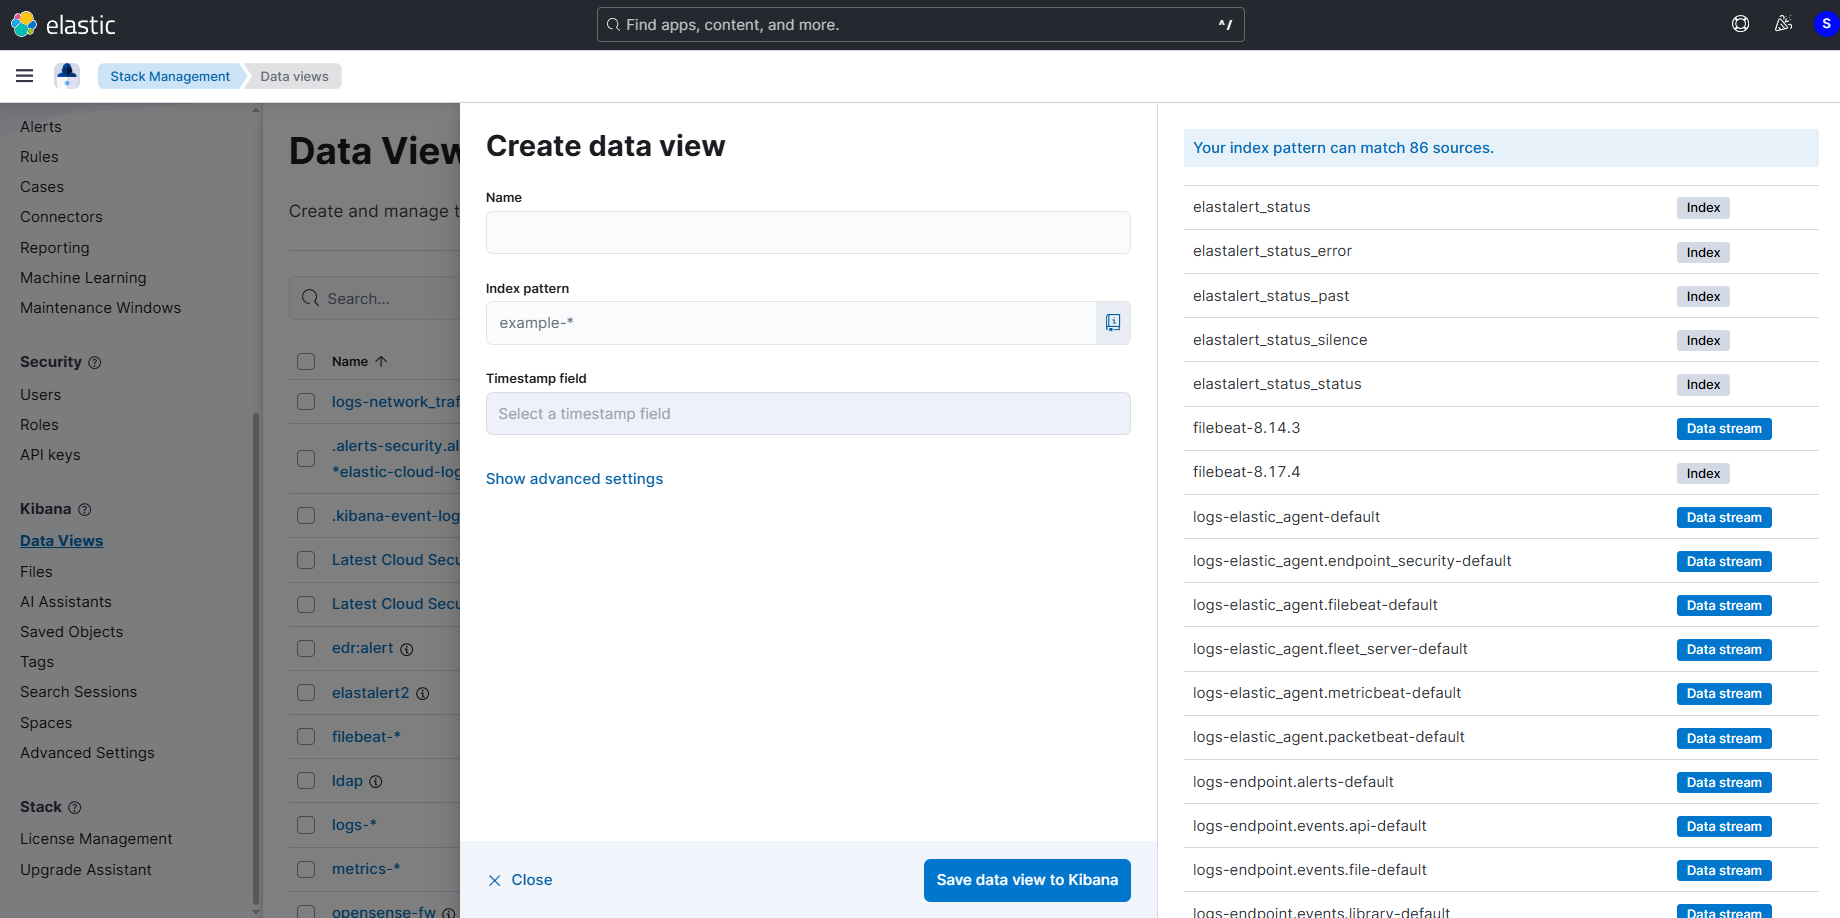 elastic
Find apps, content, and more.
^/
S
Stack Management
Data views
Alerts
Rules
Cases
Connectors
Reporting
Machine Learning
Maintenance Windows
Security
Users
Roles
API keys
Kibana
Data Views
Files
AI Assistants
Saved Objects
Tags
Search Sessions
Spaces
Advanced Settings
Stack
License Management
Upgrade Assistant
Data View
Create and manage t
Search...
Name
logs-network_traf
.alerts-security.al
*elastic-cloud-log
.kibana-event-log
Latest Cloud Secu
Latest Cloud Secu
edr:alert
elastalert2
filebeat-*
ldap
logs-*
metrics-*
opensense-fw
Create data view
Name
Index pattern
example-*
Timestamp field
Select a timestamp field
Show advanced settings
Close
Save data view to Kibana
Your index pattern can match 86 sources.
elastalert_status Index
elastalert_status_error Index
elastalert_status_past Index
elastalert_status_silence Index
elastalert_status_status Index
filebeat-8.14.3 Data stream
filebeat-8.17.4 Index
logs-elastic_agent-default Data stream
logs-elastic_agent.endpoint_security-default Data stream
logs-elastic_agent.filebeat-default Data stream
logs-elastic_agent.fleet_server-default Data stream
logs-elastic_agent.metricbeat-default Data stream
logs-elastic_agent.packetbeat-default Data stream
logs-endpoint.alerts-default Data stream
logs-endpoint.events.api-default Data stream
logs-endpoint.events.file-default Data stream
logs-endpoint.events.library-default Data stream